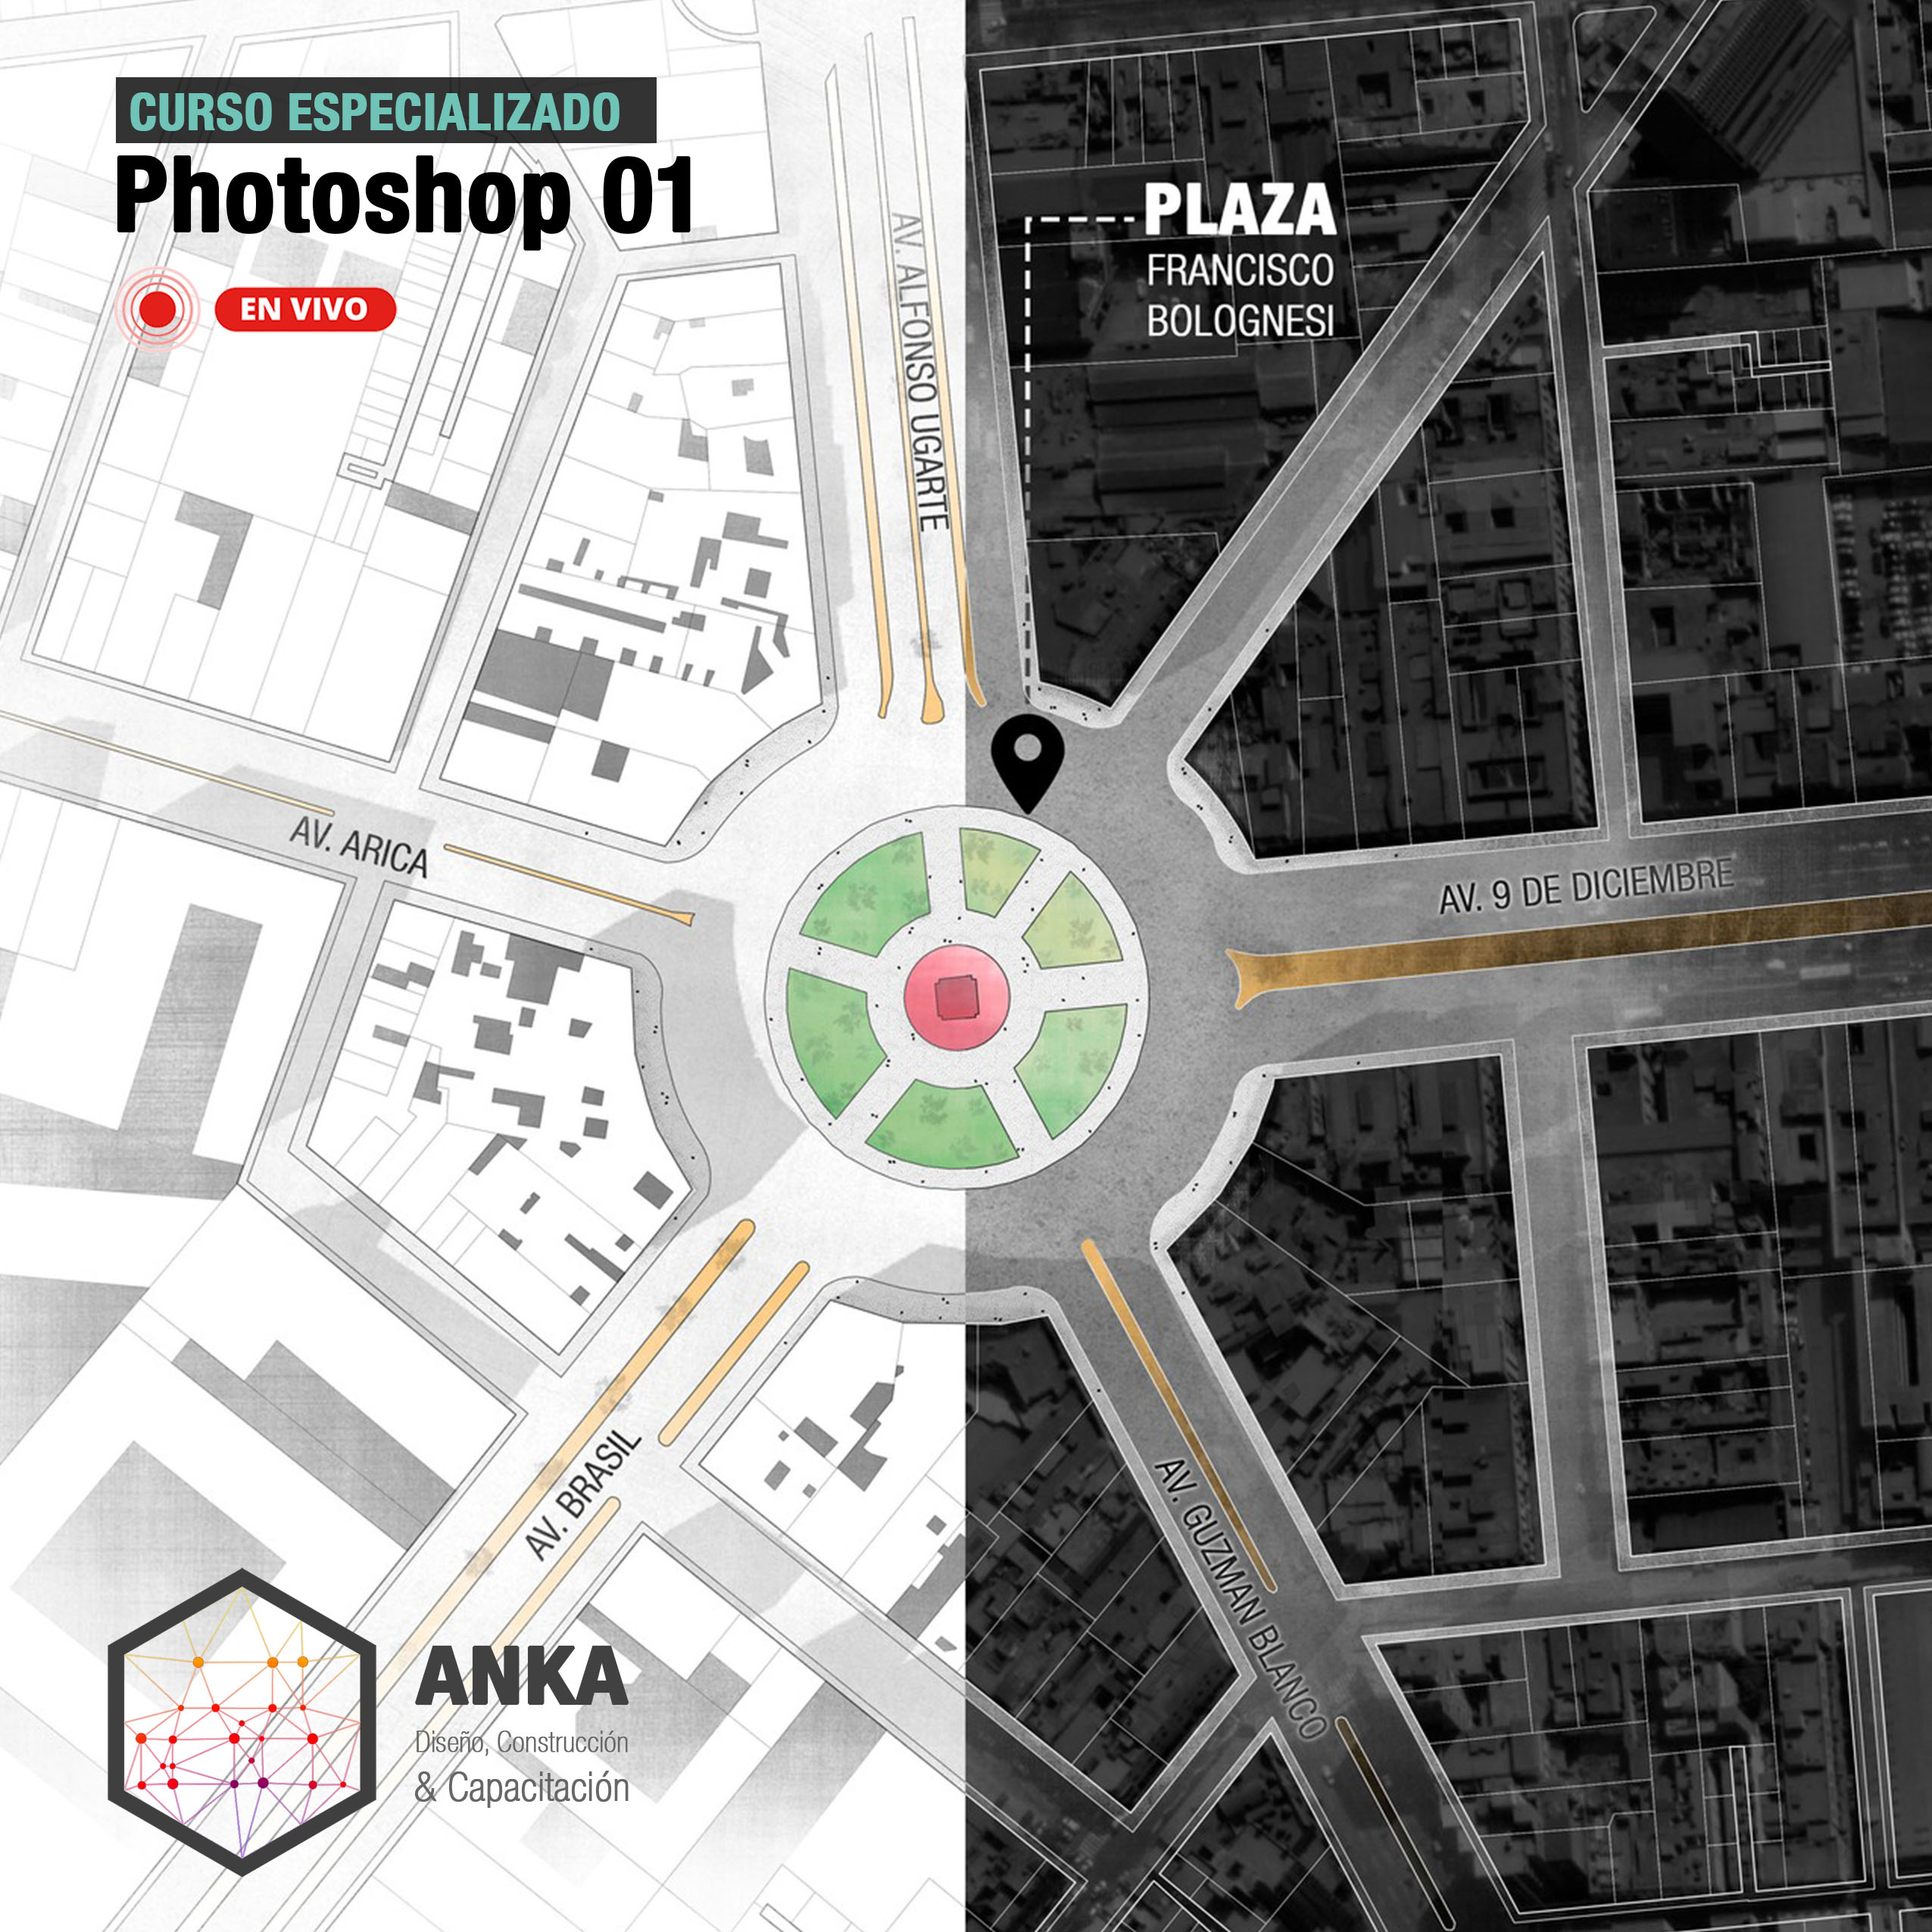 CURSO ESPECIALIZADO
Photoshop 01
EN VIVO
PLAZA
FRANCISCO
BOLOGNESI
AV. ALFONSO UGARTE
AV. ARICA
AV. 9 DE DICIEMBRE
AV. BRASIL
AV. GUZMAN BLANCO
ANKA
Diseño, Construcción
& Capacitación